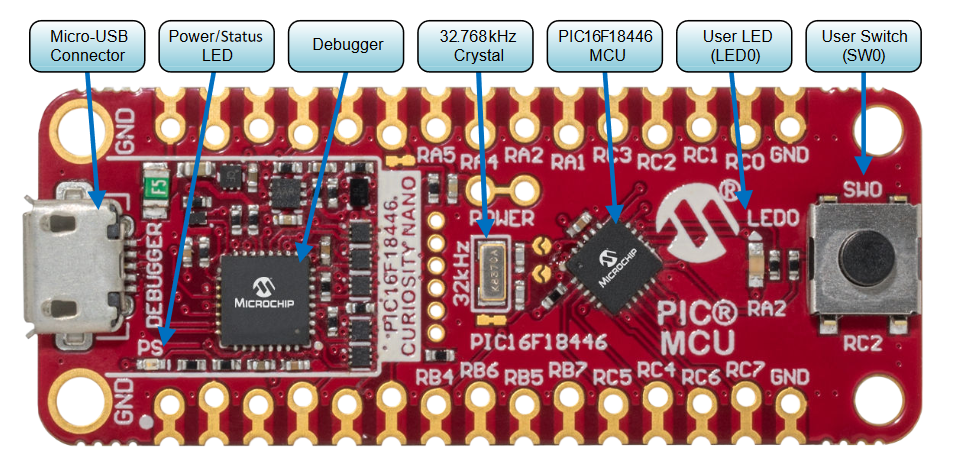 Micro-USB
Connector
Power/Status
LED
Debugger
32.768kHz
Crystal
PIC16F18446
MCU
User LED
(LED0)
User Switch
(SW0)
GND
RA5
RA4
RA2
RA1
RC3
RC2
RC1
RC0
GND
F5
DEBUGGER
PS
MICROCHIP
PIC16F18446
CURIOSITY NANO
POWER
32kHz
K637CA
MICROCHIP
PIC16F18446
®
LED0
RA2
PIC®
MCU
SW0
RC2
GND
RB4
RB6
RB5
RB7
RC5
RC4
RC6
RC7
GND